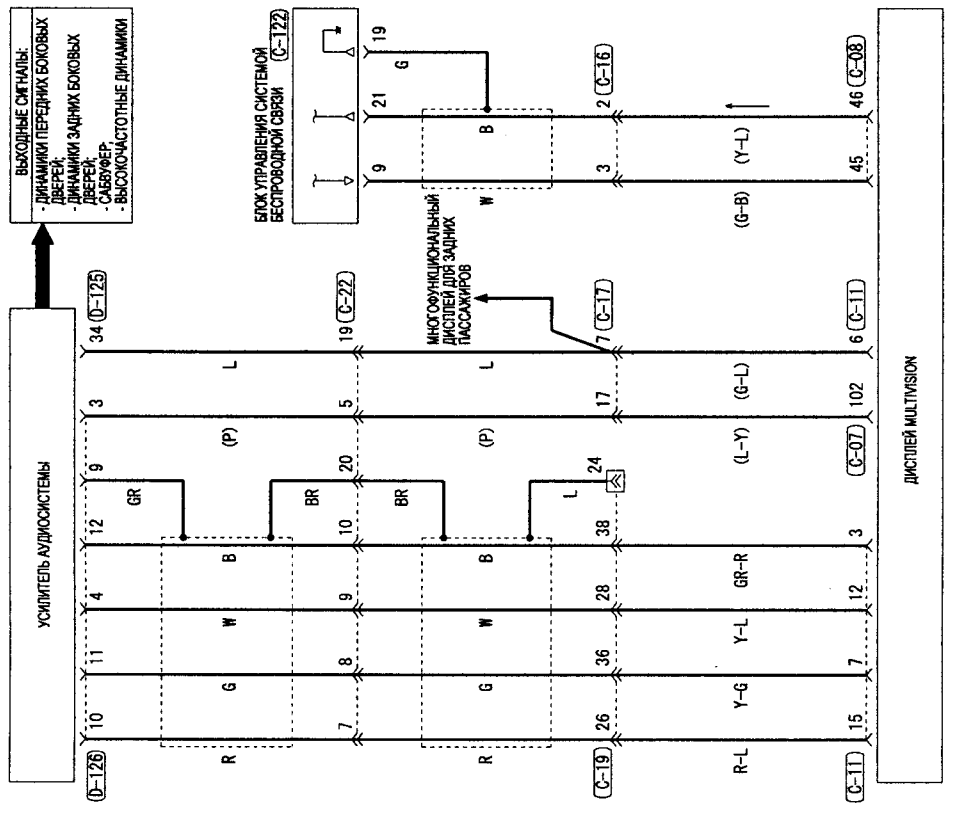 ВЫХОДНЫЕ СИГНАЛЫ:
- ДИНАМИКИ ПЕРЕДНИХ БОКОВЫХ
ДВЕРЕЙ;
- ДИНАМИКИ ЗАДНИХ БОКОВЫХ
ДВЕРЕЙ;
- САБВУФЕР;
- ВЫСОКОЧАСТОТНЫЕ ДИНАМИКИ
УСИЛИТЕЛЬ АУДИОСИСТЕМЫ
D-126
10
11
4
12
9
3
34
D-125
R
G
W
B
GR
BR
(P)
L
7
8
9
10
20
5
19
C-22
R
G
W
B
BR
L
(P)
L
МНОГОФУНКЦИОНАЛЬНЫЙ
ДИСПЛЕЙ ДЛЯ ЗАДНИХ
ПАССАЖИРОВ
C-19
26
36
28
38
24
17
7
C-17
R-L
Y-G
Y-L
GR-R
(L-Y)
(G-L)
C-11
15
7
12
3
C-07
102
6
C-11
БЛОК УПРАВЛЕНИЯ СИСТЕМОЙ
БЕСПРОВОДНОЙ СВЯЗИ
C-122
9
21
19
G
W
B
3
2
C-16
(G-B)
(Y-L)
45
46
C-08
ДИСПЛЕЙ MULTIVISION